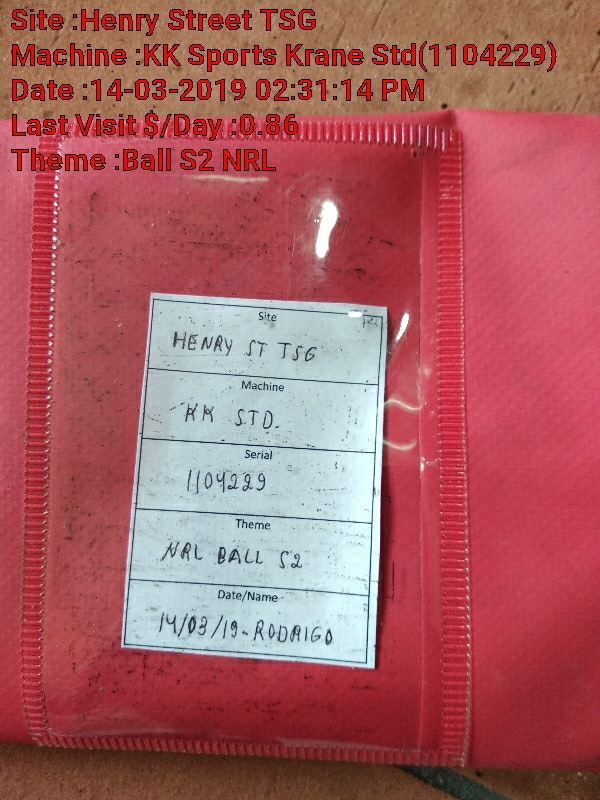 Site :Henry Street TSG
Machine :KK Sports Krane Std(1104229)
Date :14-03-2019 02:31:14 PM
Last Visit $/Day :0.86
Theme :Ball S2 NRL
Site
HENRY ST TSG
Machine
KK STD.
Serial
1104229
Theme
NRL BALL S2
Date/Name
14/03/19-RODRIGO